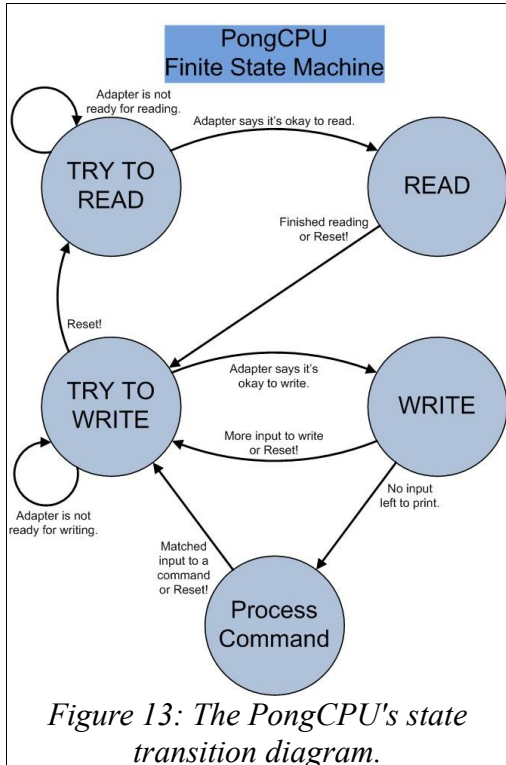 PongCPU
Finite State Machine
Adapter is not
ready for reading.
Adapter says it's okay to read.
TRY TO
READ
READ
Finished reading
or Reset!
Reset!
Adapter says it's
okay to write.
TRY TO
WRITE
WRITE
More input to write
or Reset!
No input
left to print.
Adapter is not
ready for writing.
Matched
input to a
command
or Reset!
Process
Command
Figure 13: The PongCPU's state
transition diagram.